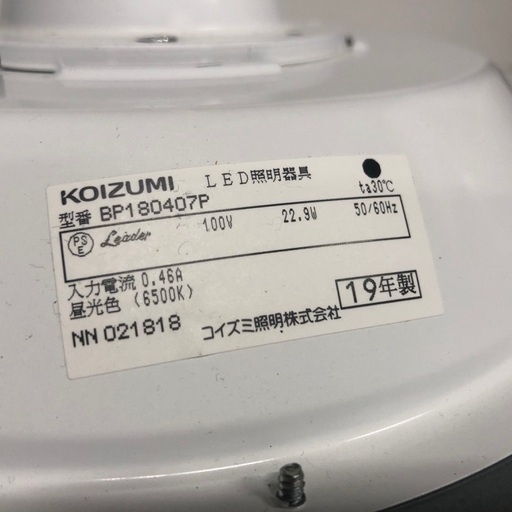 KOIZUMI LED照明器具
ta30℃
型番 BP180407P
PSE Leader 100V 22.9W 50/60Hz
入力電流 0.46A
昼光色 (6500K)
19年製
NN 021818 コイズミ照明株式会社